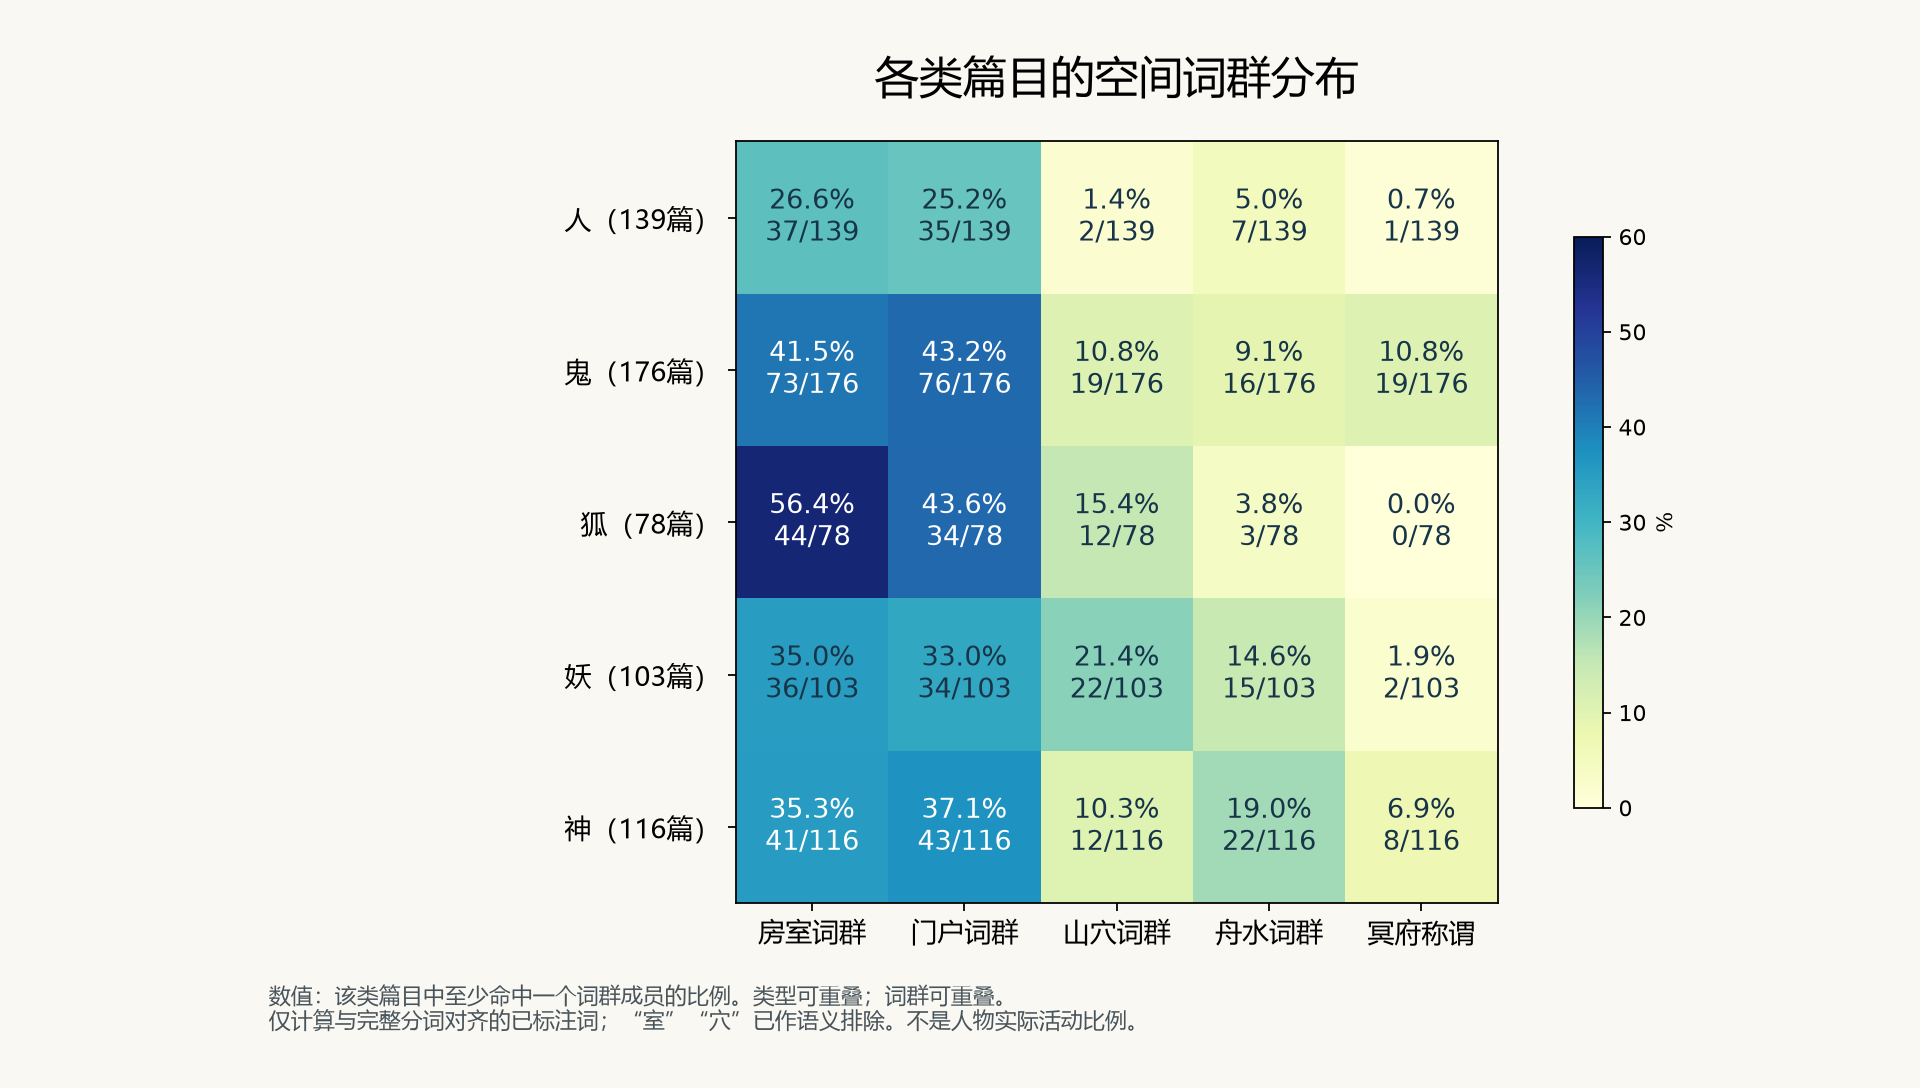 各类篇目的空间词群分布
人 (139篇)
26.6% 25.2% 1.4% 5.0% 0.7%
37/139 35/139 2/139 7/139 1/139
鬼 (176篇)
41.5% 43.2% 10.8% 9.1% 10.8%
73/176 76/176 19/176 16/176 19/176
狐 (78篇)
56.4% 43.6% 15.4% 3.8% 0.0%
44/78 34/78 12/78 3/78 0/78
妖 (103篇)
35.0% 33.0% 21.4% 14.6% 1.9%
36/103 34/103 22/103 15/103 2/103
神 (116篇)
35.3% 37.1% 10.3% 19.0% 6.9%
41/116 43/116 12/116 22/116 8/116
房室词群 门户词群 山穴词群 舟水词群 冥府称谓
60
50
40
30
20
10
0
%
数值：该类篇目中至少命中一个词群成员的比例。类型可重叠；词群可重叠。
仅计算与完整分词对齐的已标注词；“室”“穴”已作语义排除。不是人物实际活动比例。